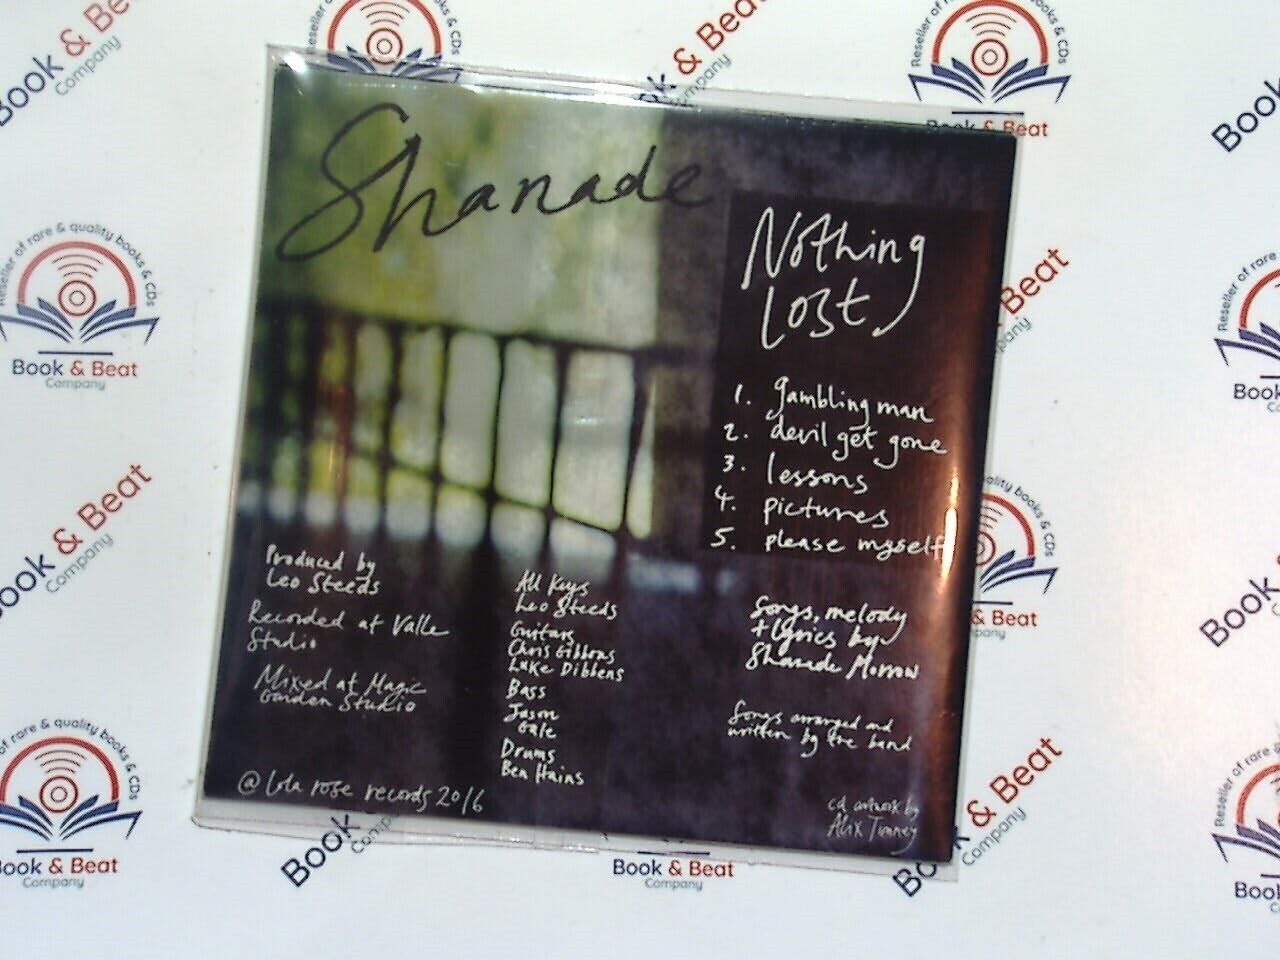 Shanade
Nothing
Lost
1. gambling man
2. devil get gone
3. lessons
4. pictures
5. please myself
Produced by
Leo Steeds
Recorded at Valle
Studio
Mixed at Magic
Garden Studio
@ Lola rose records 2016
All Keys
Leo Steeds
Guitars
Chris Gibbons
Luke Dibbens
Bass
Jason
Gale
Drums
Ben Hains
Songs, melody
+ lyrics by
Shanade Morrow
Songs arranged and
written by the band
cd artwork by
Alix Tunney
Reseller of rare & quality books & CDs
Book & Beat
Company